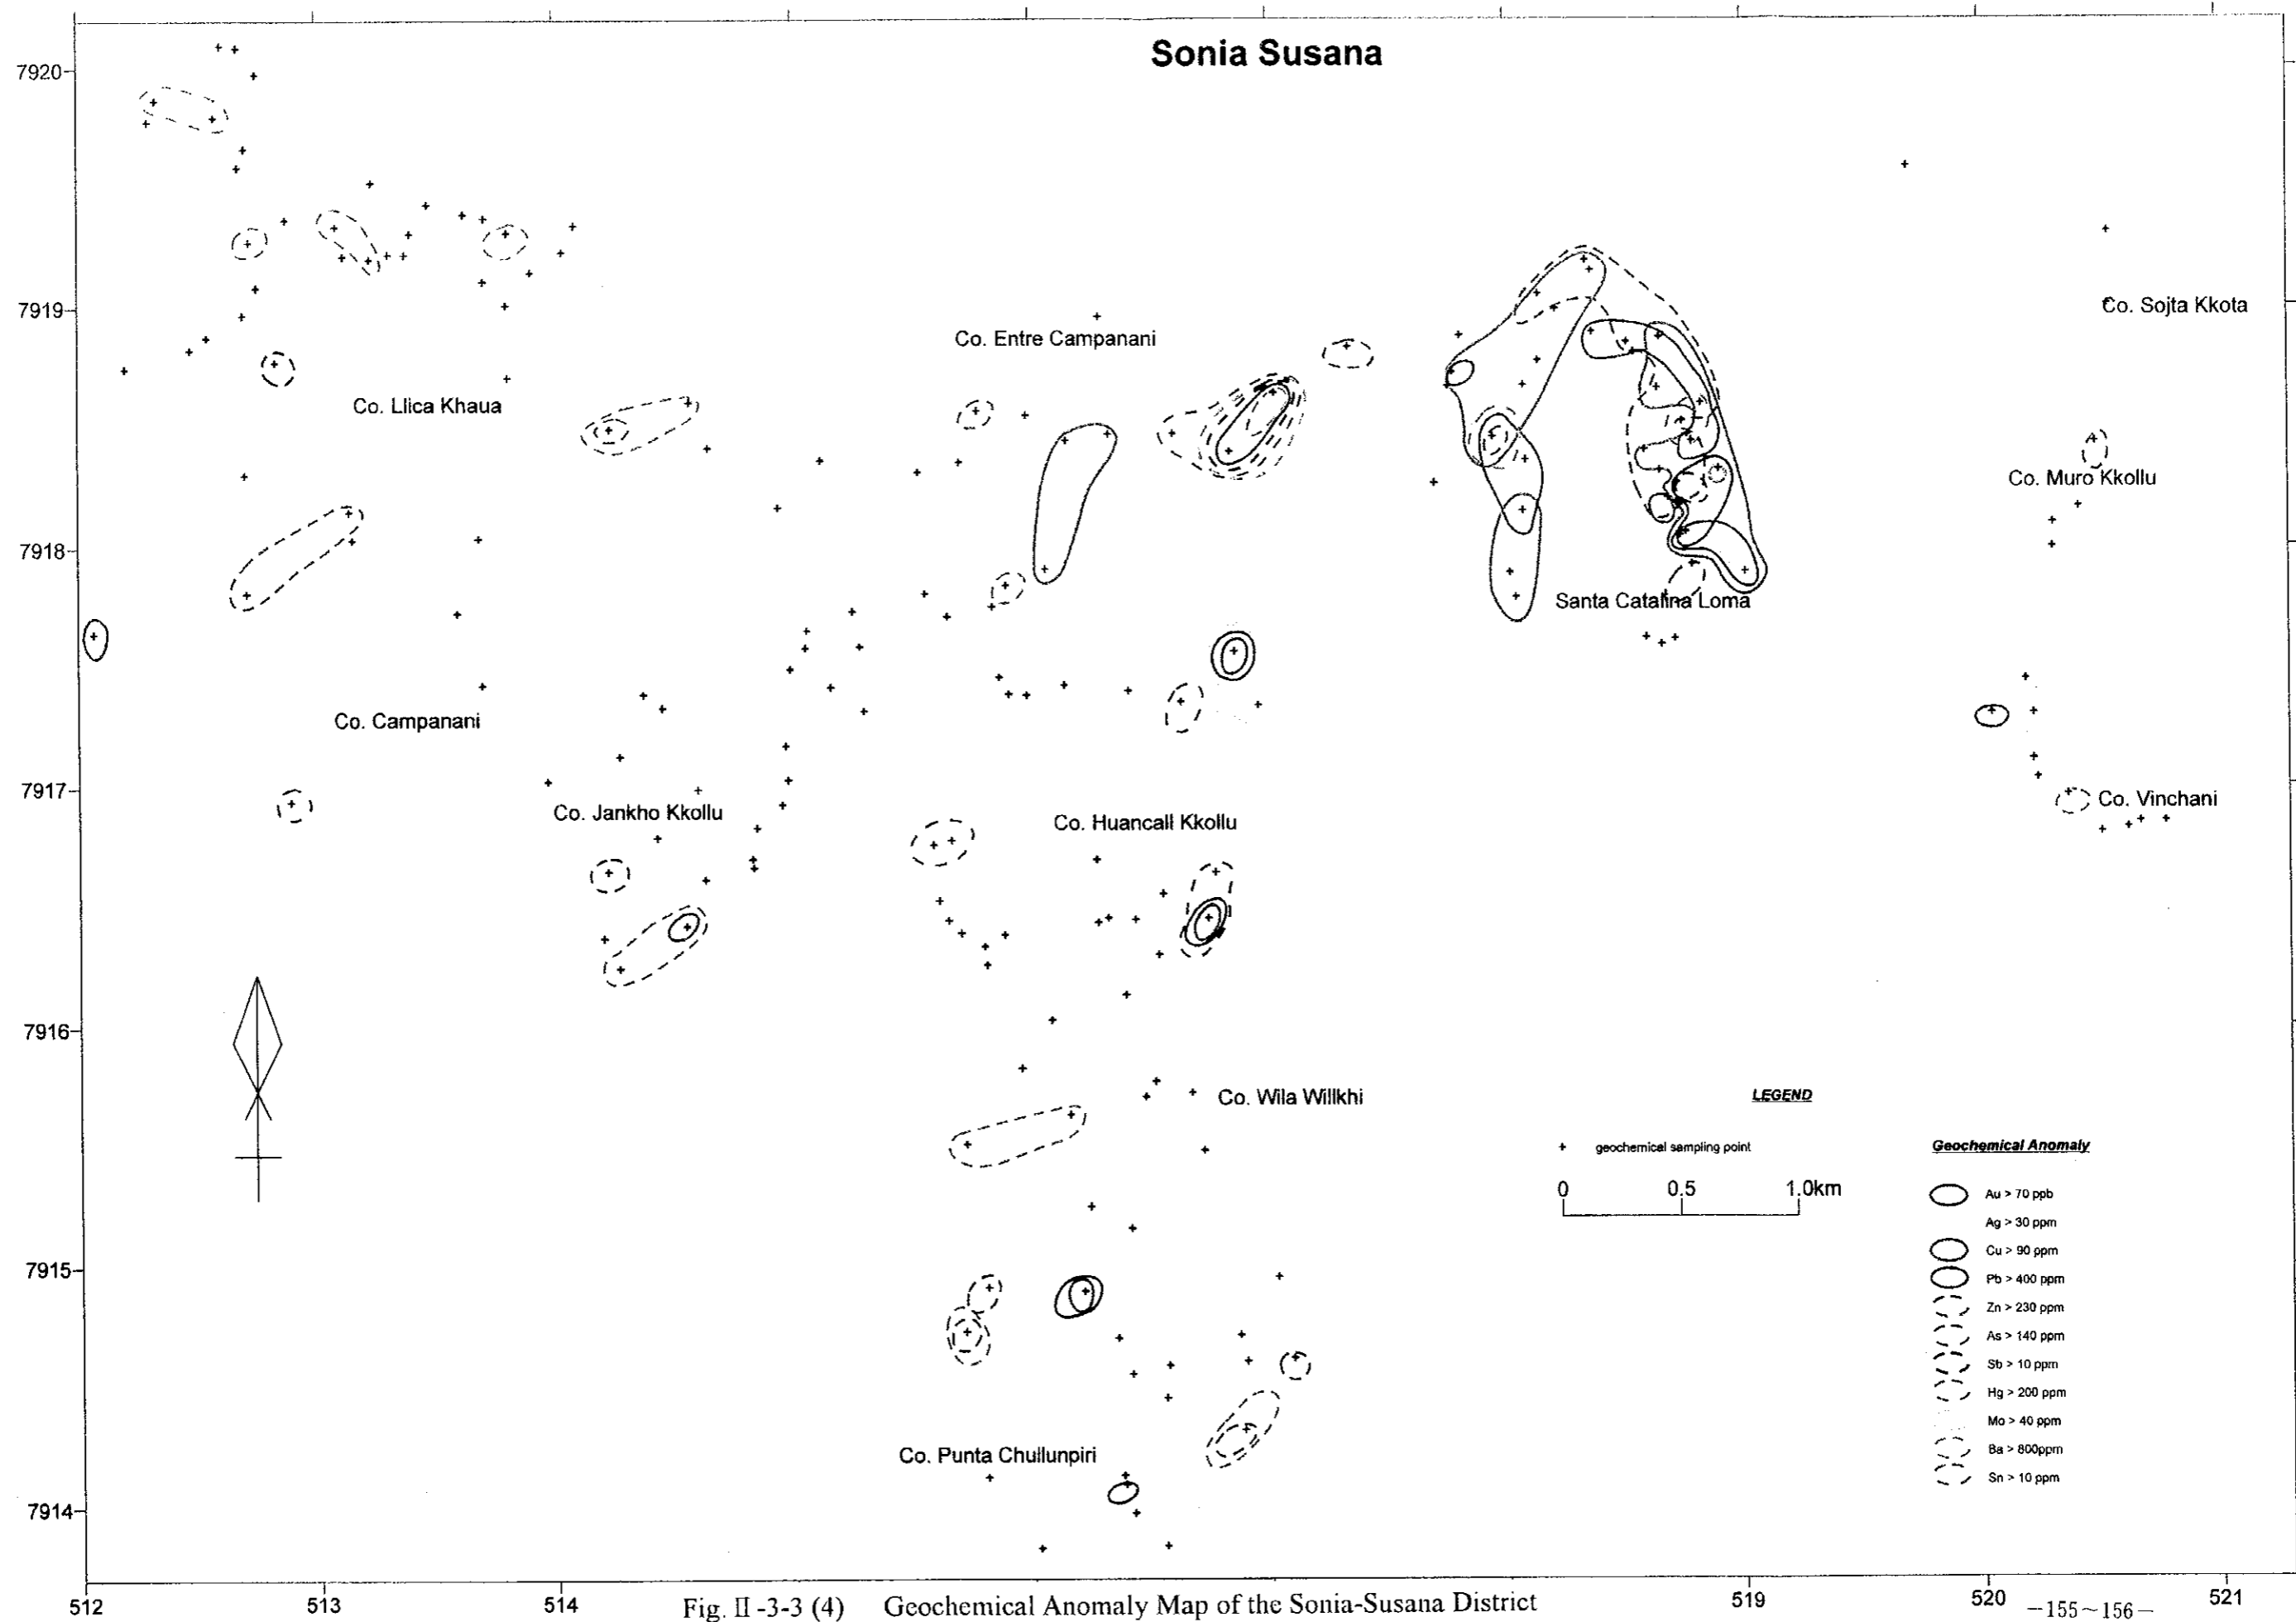 Sonia Susana
7920
7919
Co. Sojta Kkota
Co. Entre Campanani
Co. Llica Khaua
Co. Muro Kkollu
7918
Santa Catalina Loma
Co. Campanani
7917
Co. Vinchani
Co. Jankho Kkollu
Co. Huancall Kkollu
7916
Co. Wila Willkhi
LEGEND
+ geochemical sampling point
Geochemical Anomaly
0 0.5 1.0km
Au > 70 ppb
Ag > 30 ppm
Cu > 90 ppm
Pb > 400 ppm
Zn > 230 ppm
As > 140 ppm
Sb > 10 ppm
Hg > 200 ppm
Mo > 40 ppm
Ba > 800ppm
Sn > 10 ppm
7915
Co. Punta Chullunpiri
7914
512 513 514 519 520 521
Fig. II-3-3 (4) Geochemical Anomaly Map of the Sonia-Susana District
—155~156—